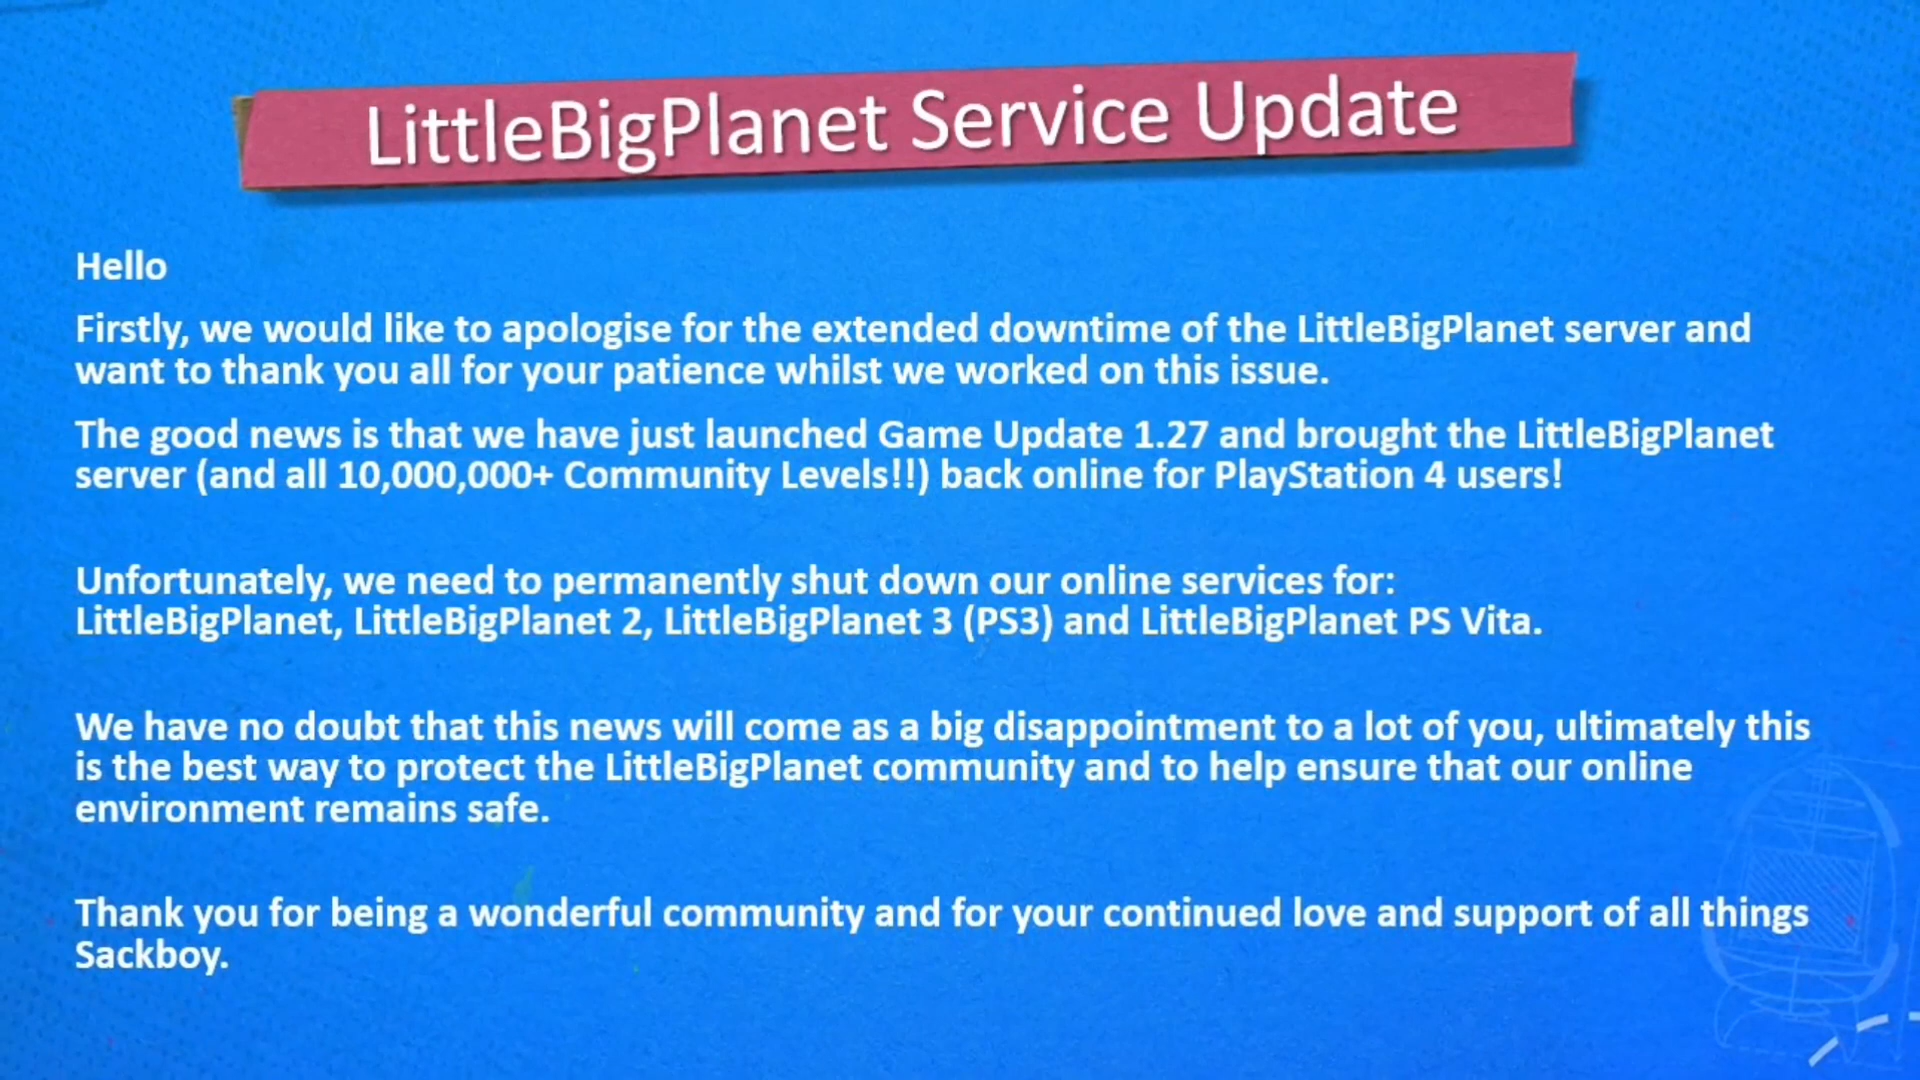 LittleBigPlanet Service Update
Hello
Firstly, we would like to apologise for the extended downtime of the LittleBigPlanet server and
want to thank you all for your patience whilst we worked on this issue.
The good news is that we have just launched Game Update 1.27 and brought the LittleBigPlanet
server (and all 10,000,000+ Community Levels!!) back online for PlayStation 4 users!
Unfortunately, we need to permanently shut down our online services for:
LittleBigPlanet, LittleBigPlanet 2, LittleBigPlanet 3 (PS3) and LittleBigPlanet PS Vita.
We have no doubt that this news will come as a big disappointment to a lot of you, ultimately this
is the best way to protect the LittleBigPlanet community and to help ensure that our online
environment remains safe.
Thank you for being a wonderful community and for your continued love and support of all things
Sackboy.